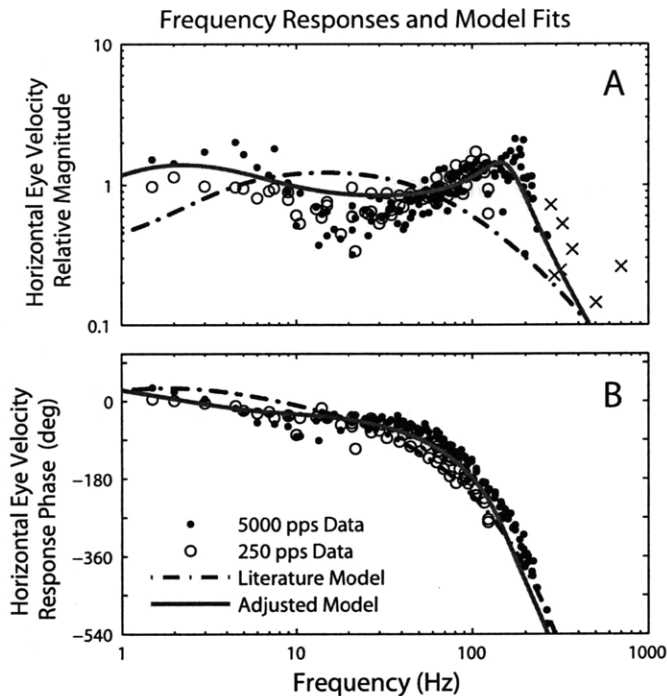 Frequency Responses and Model Fits
Horizontal Eye Velocity
Relative Magnitude
10
1
0.1
A
Horizontal Eye Velocity
Response Phase (deg)
0
−180
−360
−540
B
5000 pps Data
250 pps Data
Literature Model
Adjusted Model
1
10
100
1000
Frequency (Hz)